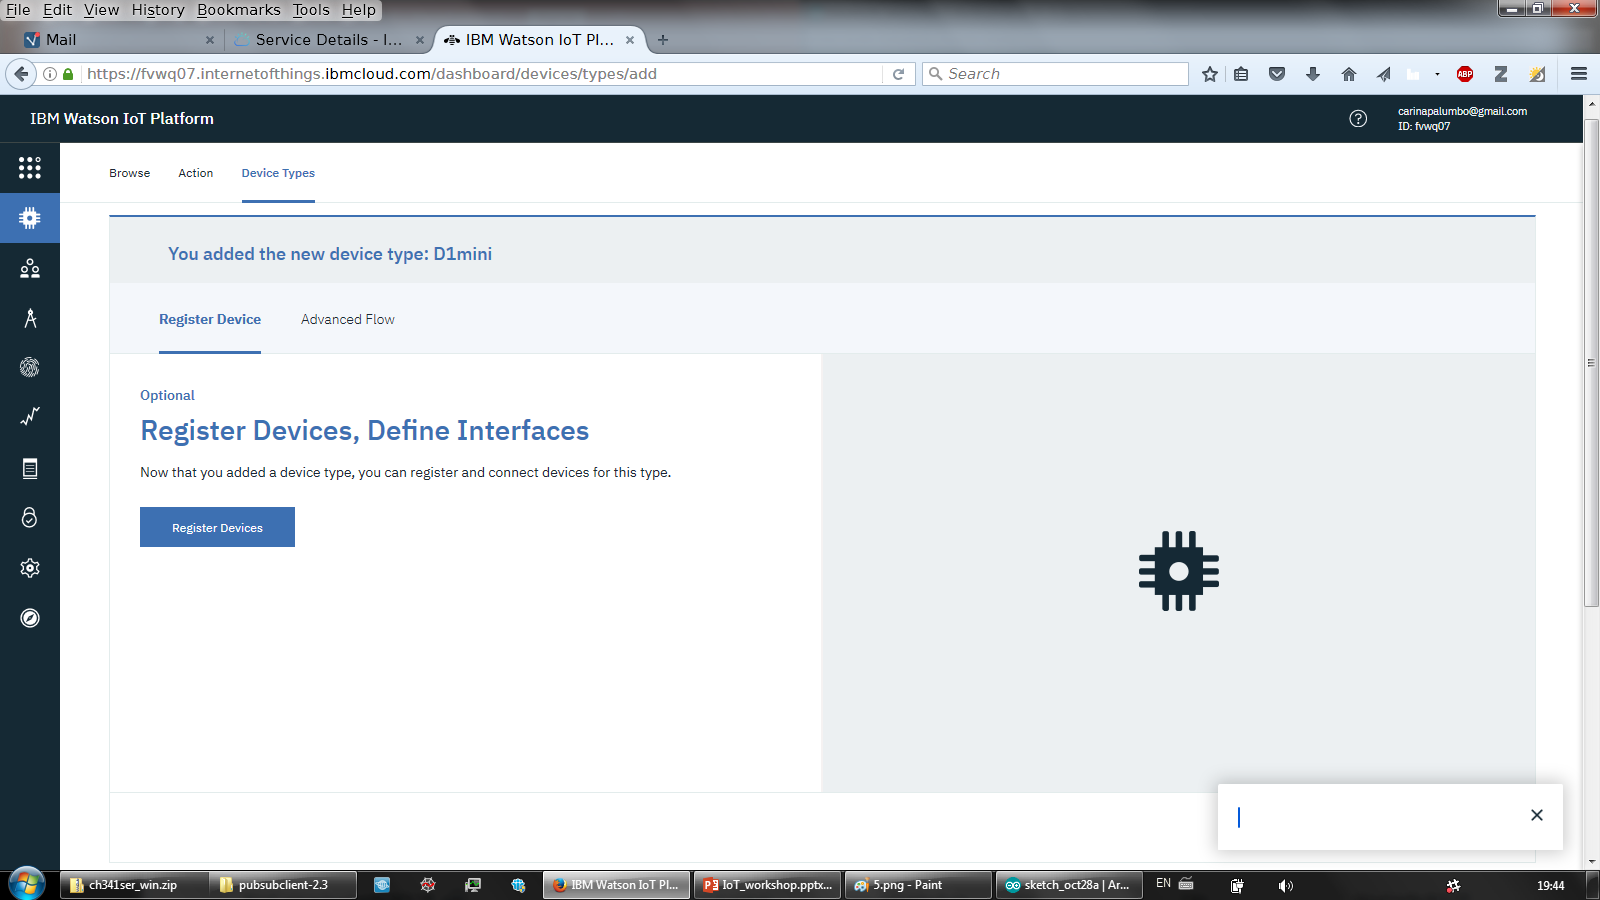 File Edit View History Bookmarks Tools Help
Mail
Service Details - I...
IBM Watson IoT Pl...
https://fvwq07.internetofthings.ibmcloud.com/dashboard/devices/types/add
Search
ABP
IBM Watson IoT Platform
carinapalumbo@gmail.com
ID: fvwq07
Browse Action Device Types
You added the new device type: D1mini
Register Device Advanced Flow
Optional
Register Devices, Define Interfaces
Now that you added a device type, you can register and connect devices for this type.
Register Devices
ch341ser_win.zip pubsubclient-2.3 IBM Watson IoT Pl... IoT_workshop.pptx... 5.png - Paint sketch_oct28a | Ar... EN 19:44